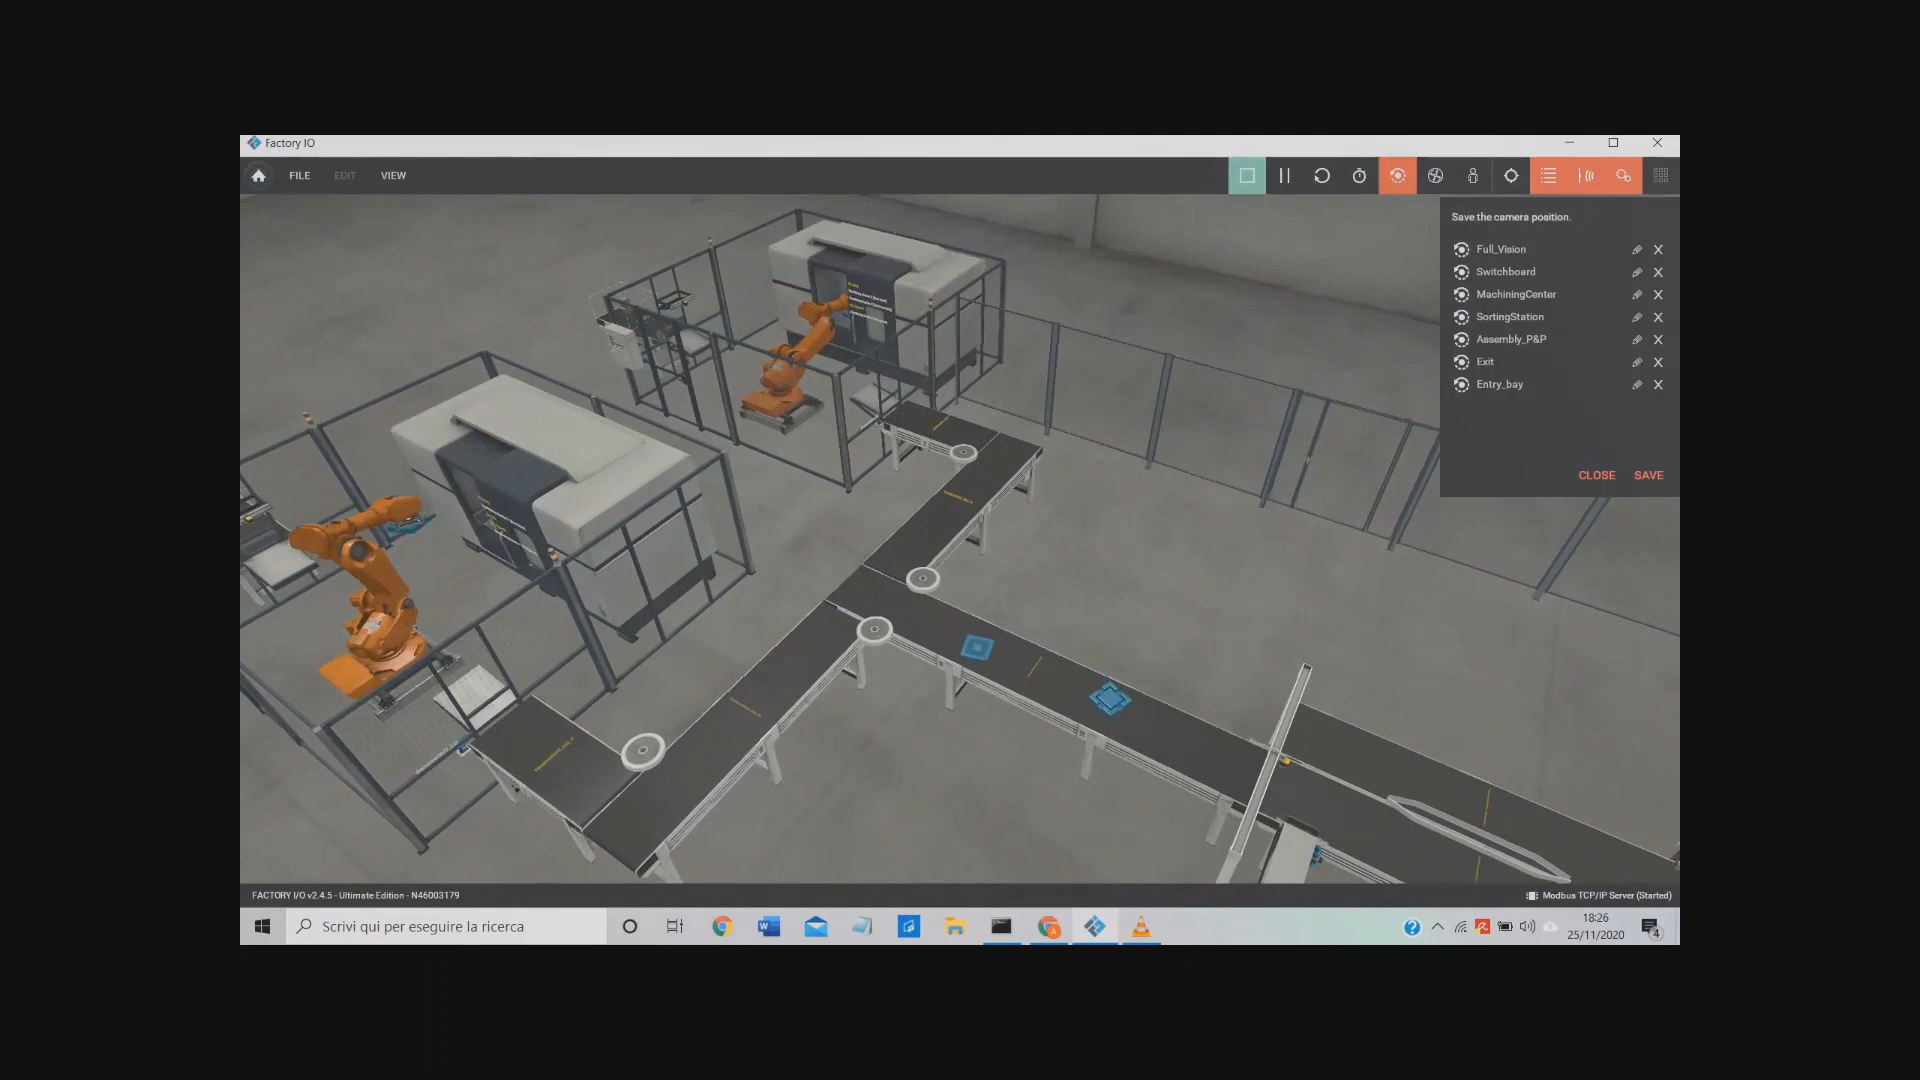 Factory IO
FILE
EDIT
VIEW
Save the camera position.
Full_Vision
Switchboard
MachiningCenter
SortingStation
Assembly_P&P
Exit
Entry_bay
CLOSE
SAVE
FACTORY I/O v2.4.5 - Ultimate Edition - N46003179
Modbus TCP/IP Server (Started)
Scrivi qui per eseguire la ricerca
18:26
25/11/2020
4